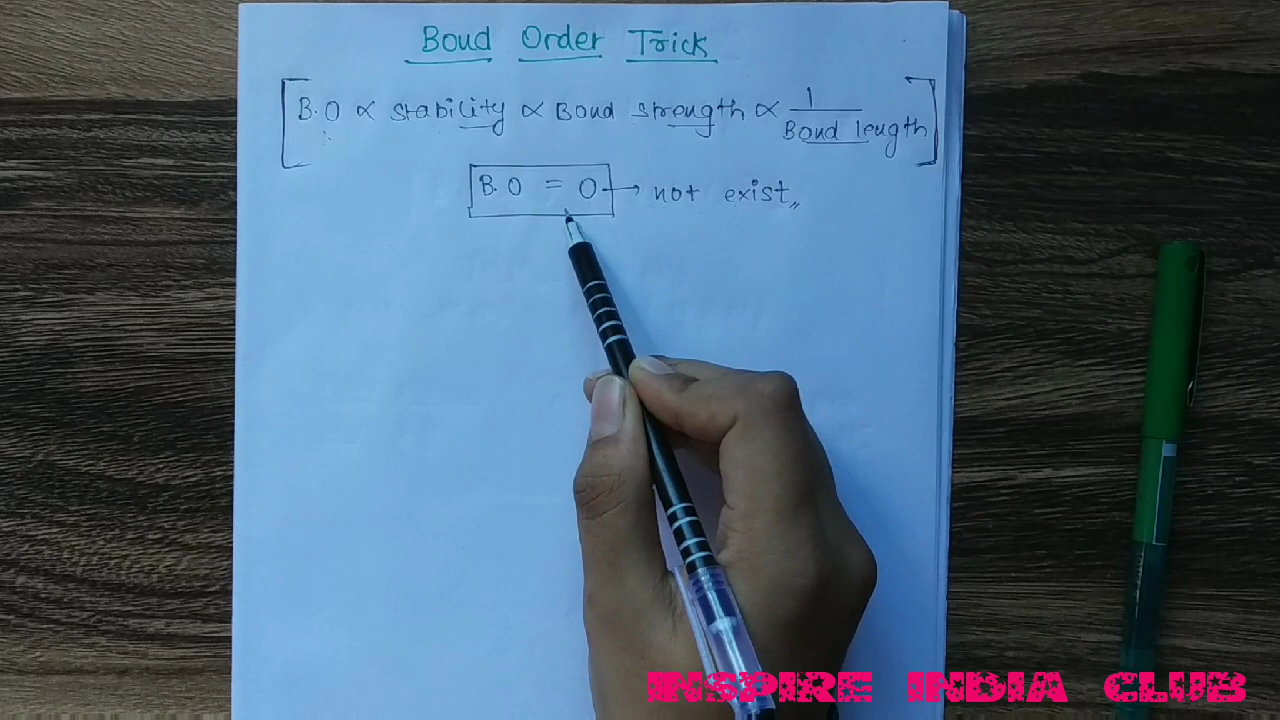 Bond Order Trick
[B.O ∝ stability ∝ Bond strength ∝ 1/Bond length]
B.O = 0 → not exist,,
INSPIRE INDIA CLUB